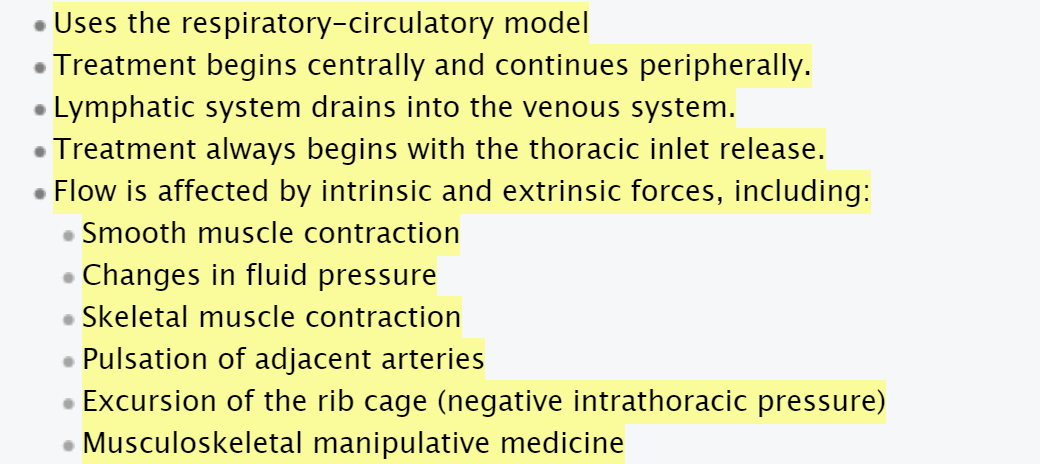 Uses the respiratory-circulatory model
Treatment begins centrally and continues peripherally.
Lymphatic system drains into the venous system.
Treatment always begins with the thoracic inlet release.
Flow is affected by intrinsic and extrinsic forces, including:
Smooth muscle contraction
Changes in fluid pressure
Skeletal muscle contraction
Pulsation of adjacent arteries
Excursion of the rib cage (negative intrathoracic pressure)
Musculoskeletal manipulative medicine